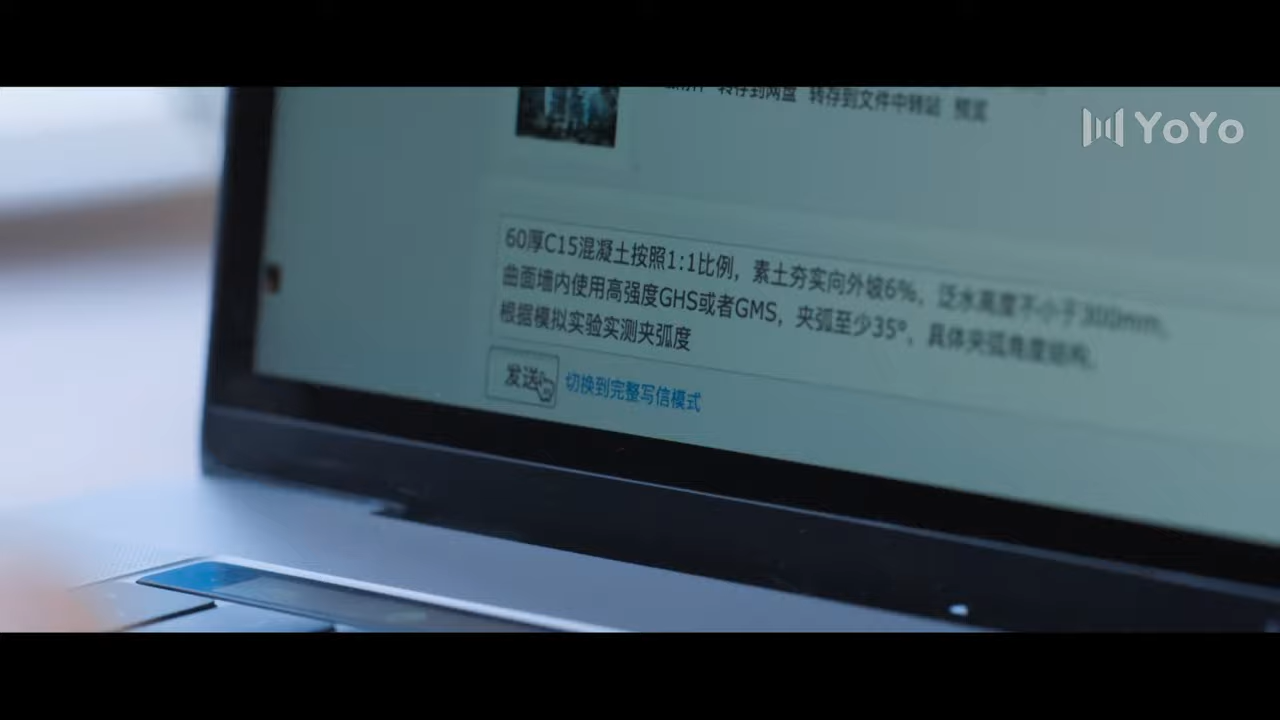 转存到网盘 转存到文件中转站 预览
YoYo
60厚C15混凝土按照1:1比例，素土夯实向外坡6%，泛水高度不小于300mm，
曲面墙内使用高强度GHS或者GMS，夹弧至少35°，具体夹弧角度结构，
根据模拟实验实测夹弧度
发送
切换到完整写信模式